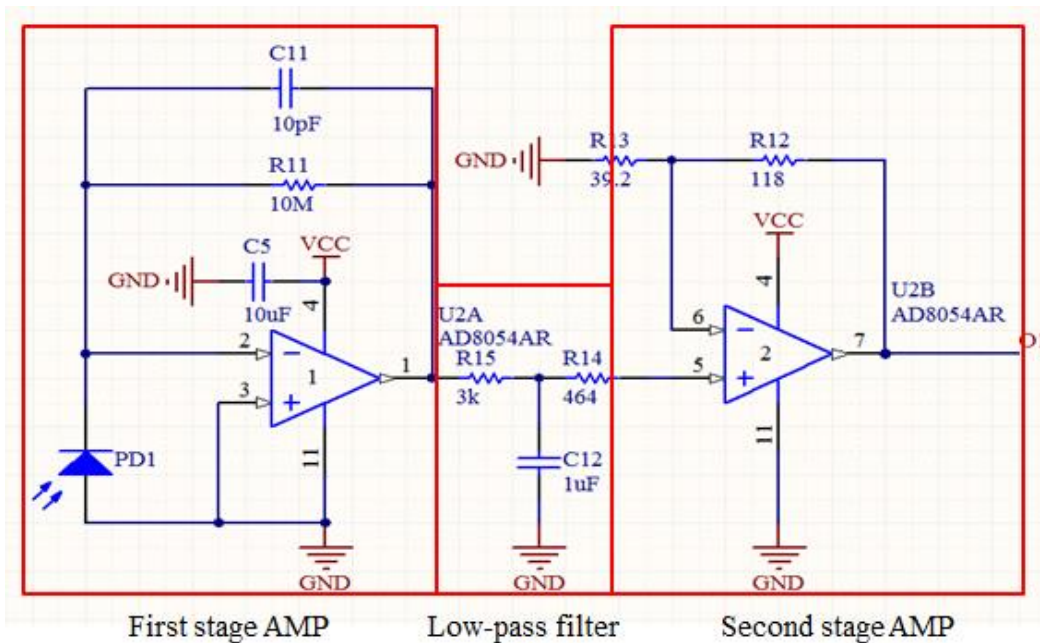 C11
10pF
R11
10M
C5
10uF
GND
VCC
4
2
3
1
1
11
PD1
GND
U2A
AD8054AR
R15
3k
R14
464
C12
1uF
GND
GND
R13
39.2
R12
118
VCC
4
6
5
2
7
11
U2B
AD8054AR
GND
First stage AMP
Low-pass filter
Second stage AMP